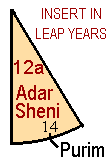 INSERT IN
LEAP YEARS
12a
Adar
Sheni
14
Purim